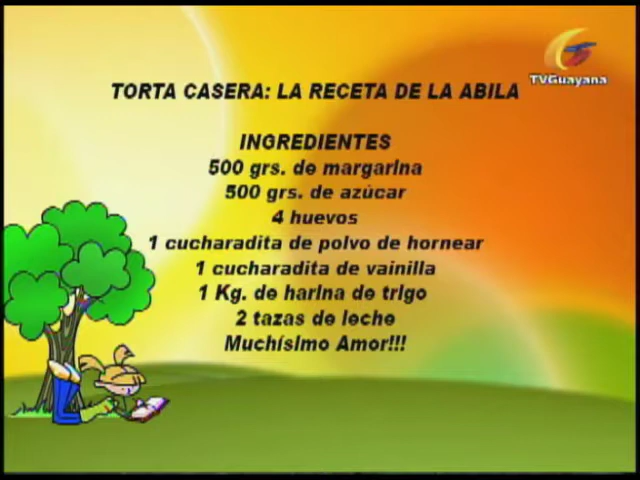 TVGuayana
TORTA CASERA: LA RECETA DE LA ABILA
INGREDIENTES
500 grs. de margarina
500 grs. de azúcar
4 huevos
1 cucharadita de polvo de hornear
1 cucharadita de vainilla
1 Kg. de harina de trigo
2 tazas de leche
Muchísimo Amor!!!